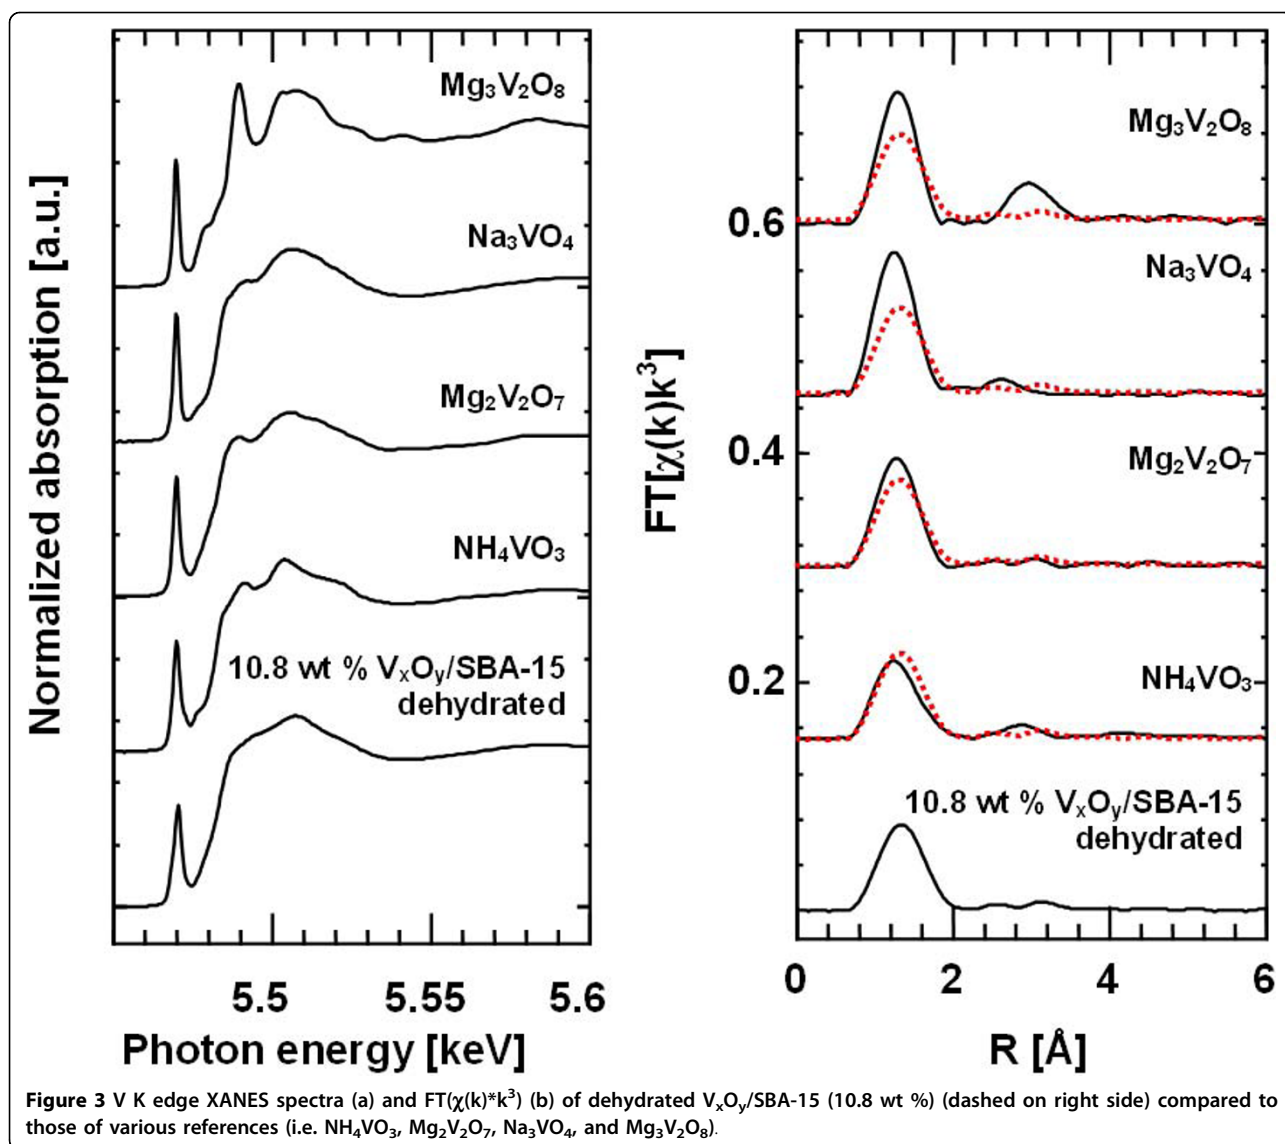 Normalized absorption [a.u.]
Mg₃V₂O₈
Na₃VO₄
Mg₂V₂O₇
NH₄VO₃
10.8 wt % VₓOᵧ/SBA-15
dehydrated
5.5 5.55 5.6
Photon energy [keV]
FT[χ(k)k³]
0.6
0.4
0.2
Mg₃V₂O₈
Na₃VO₄
Mg₂V₂O₇
NH₄VO₃
10.8 wt % VₓOᵧ/SBA-15
dehydrated
0 2 4 6
R [Å]
Figure 3 V K edge XANES spectra (a) and FT(χ(k)*k³) (b) of dehydrated VₓOᵧ/SBA-15 (10.8 wt %) (dashed on right side) compared to
those of various references (i.e. NH₄VO₃, Mg₂V₂O₇, Na₃VO₄, and Mg₃V₂O₈).